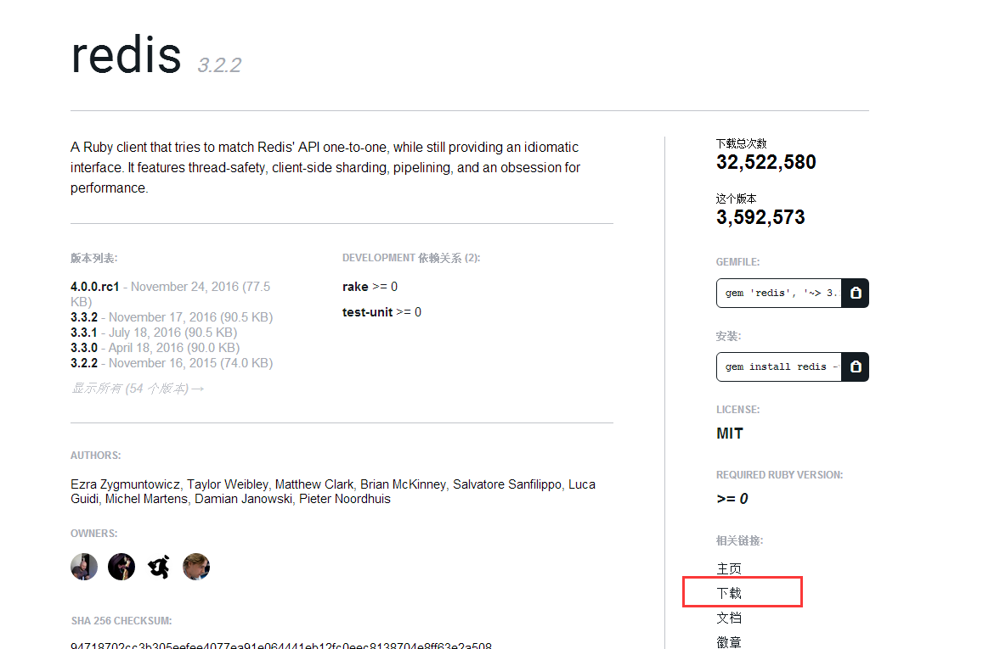 redis 3.2.2
A Ruby client that tries to match Redis' API one-to-one, while still providing an idiomatic
interface. It features thread-safety, client-side sharding, pipelining, and an obsession for
performance.
版本列表:
4.0.0.rc1 - November 24, 2016 (77.5
KB)
3.3.2 - November 17, 2016 (90.5 KB)
3.3.1 - July 18, 2016 (90.5 KB)
3.3.0 - April 18, 2016 (90.0 KB)
3.2.2 - November 16, 2015 (74.0 KB)
显示所有 (54 个版本) →
DEVELOPMENT 依赖关系 (2):
rake >= 0
test-unit >= 0
AUTHORS:
Ezra Zygmuntowicz, Taylor Weibley, Matthew Clark, Brian McKinney, Salvatore Sanfilippo, Luca
Guidi, Michel Martens, Damian Janowski, Pieter Noordhuis
OWNERS:
SHA 256 CHECKSUM:
下载总次数
32,522,580
这个版本
3,592,573
GEMFILE:
gem 'redis', '~> 3.
安装:
gem install redis -
LICENSE:
MIT
REQUIRED RUBY VERSION:
>= 0
相关链接:
主页
下载
文档
徽章